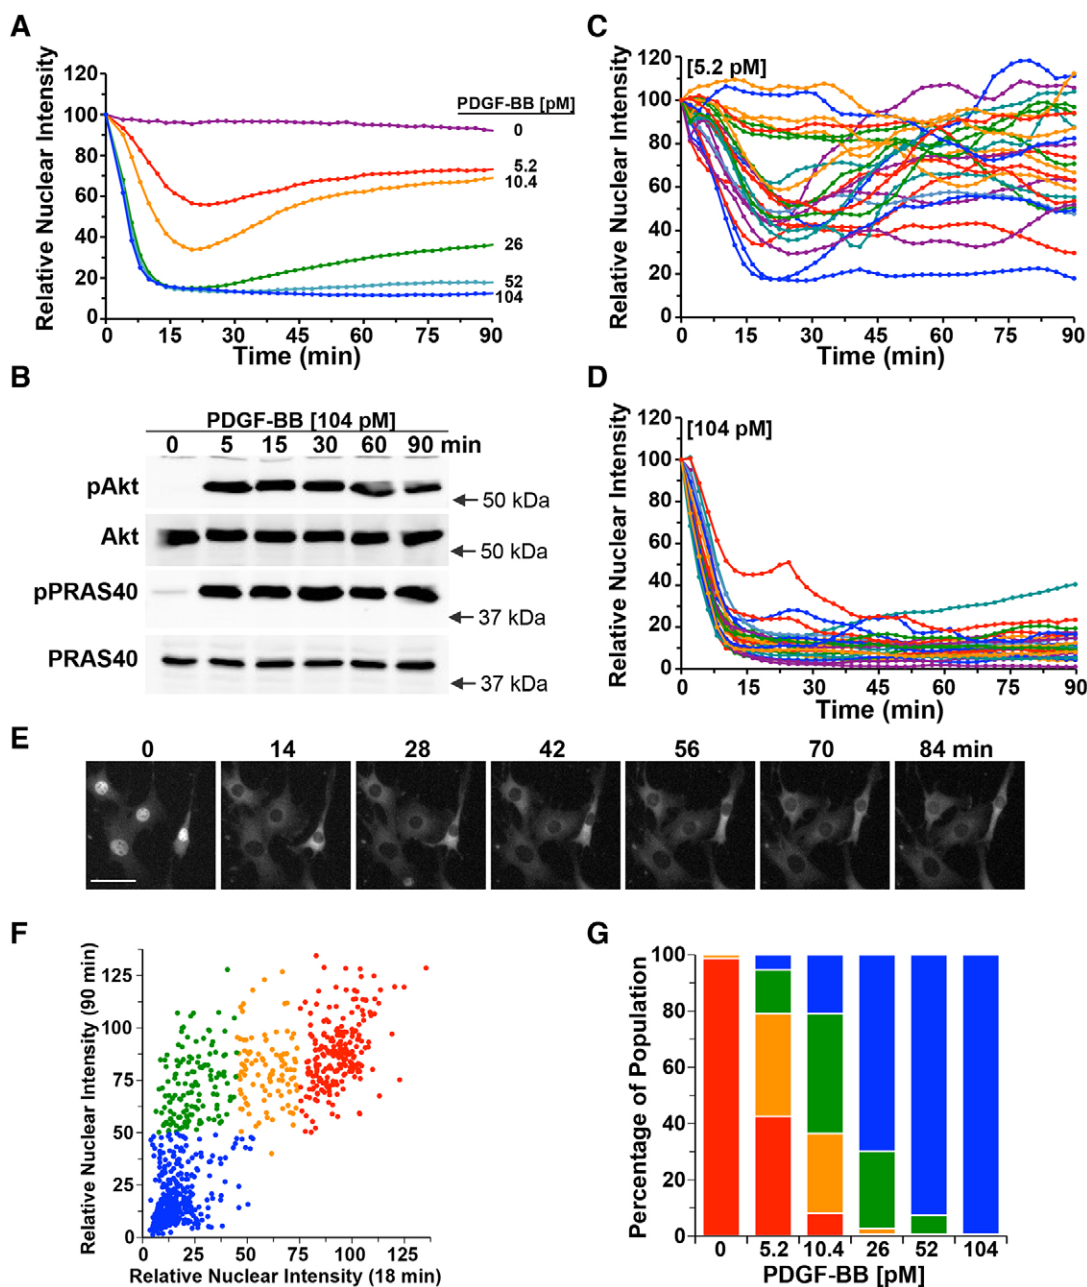 A
Relative Nuclear Intensity
120
100
80
60
40
20
0
0 15 30 45 60 75 90
Time (min)
PDGF-BB [pM]
0
5.2
10.4
26
52
104
B
PDGF-BB [104 pM]
0 5 15 30 60 90 min
pAkt
50 kDa
Akt
50 kDa
pPRAS40
37 kDa
PRAS40
37 kDa
C
[5.2 pM]
Relative Nuclear Intensity
120
100
80
60
40
20
0
0 15 30 45 60 75 90
Time (min)
D
[104 pM]
Relative Nuclear Intensity
120
100
80
60
40
20
0
0 15 30 45 60 75 90
Time (min)
E
0 14 28 42 56 70 84 min
F
Relative Nuclear Intensity (90 min)
125
100
75
50
25
0
0 25 50 75 100 125
Relative Nuclear Intensity (18 min)
G
Percentage of Population
100
80
60
40
20
0
0 5.2 10.4 26 52 104
PDGF-BB [pM]